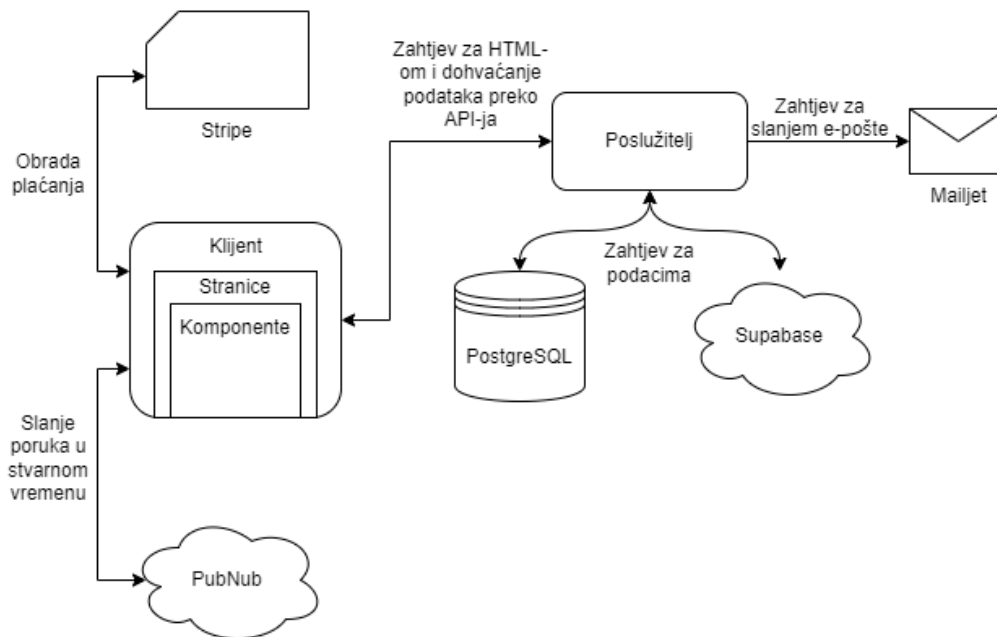 Stripe
Obrada
plaćanja
Klijent
Stranice
Komponente
Slanje
poruka u
stvarnom
vremenu
PubNub
Zahtjev za HTML-
om i dohvaćanje
podataka preko
API-ja
Poslužitelj
Zahtjev za
slanjem e-pošte
Mailjet
Zahtjev za
podacima
PostgreSQL
Supabase